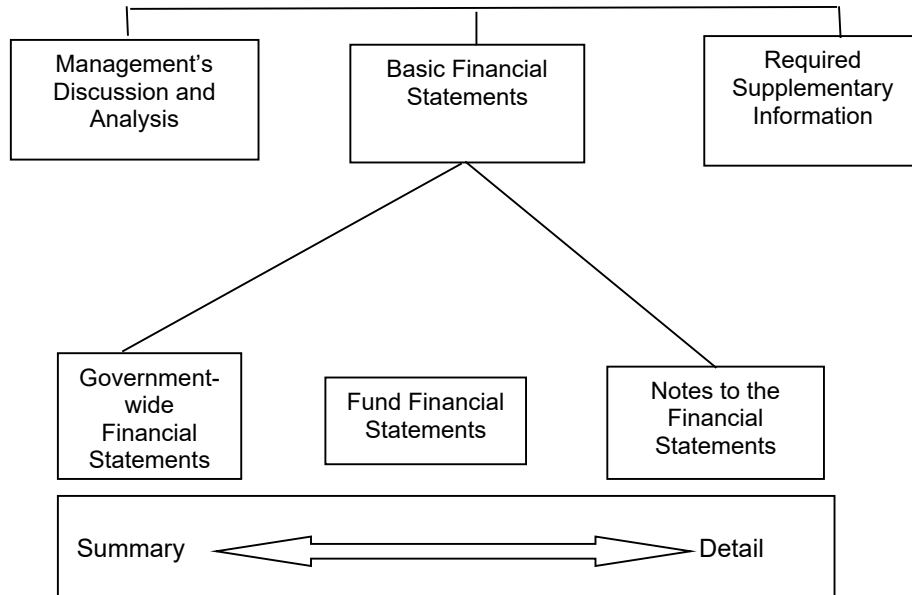 Management’s
Discussion and
Analysis
Basic Financial
Statements
Required
Supplementary
Information
Government-
wide
Financial
Statements
Fund Financial
Statements
Notes to the
Financial
Statements
Summary
Detail